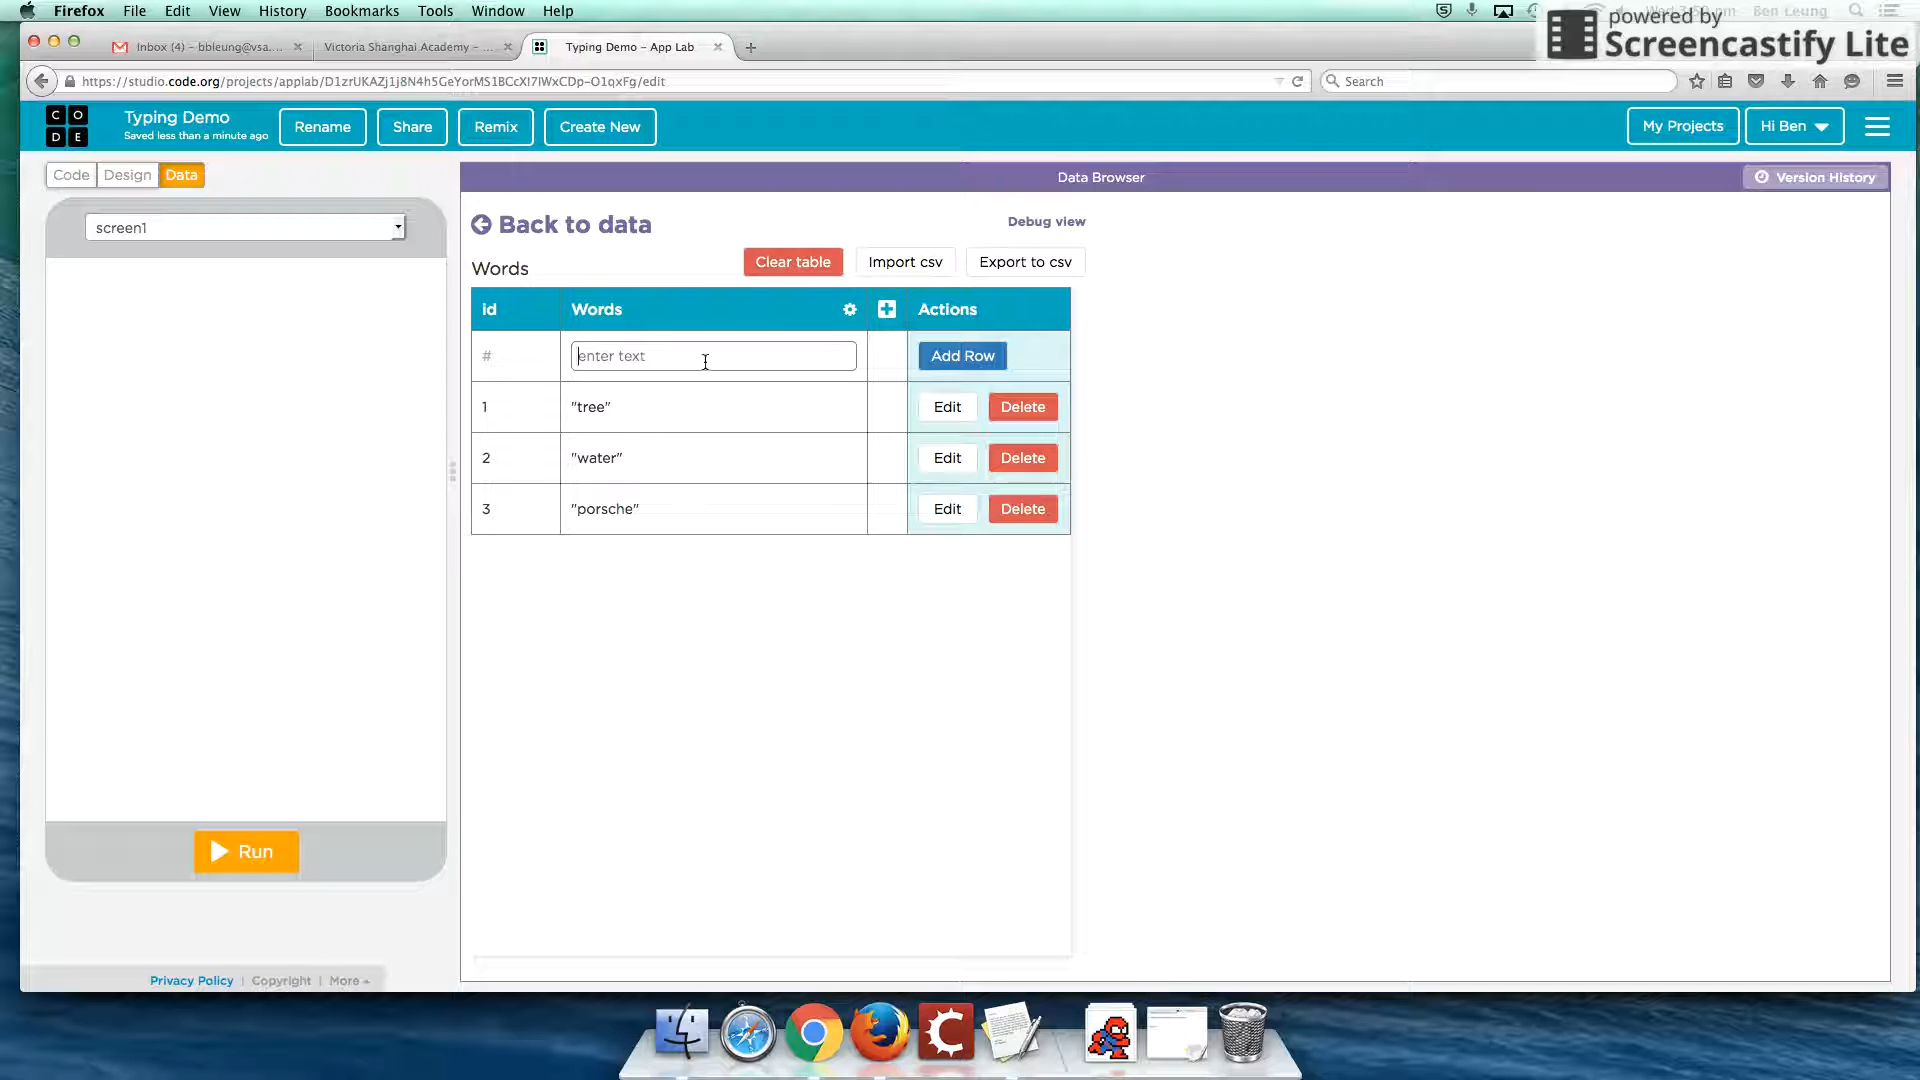 Firefox File Edit View History Bookmarks Tools Window Help Ben Leung
powered by
Screencastify Lite
Inbox (4) – bbleung@vsa.... Victoria Shanghai Academy – ... Typing Demo – App Lab
https://studio.code.org/projects/applab/D1zrUKAZj1j8N4h5GeYorMS1BCcXI7IWxCDp-O1qxFg/edit Search
C O
D E
Typing Demo
Saved less than a minute ago
Rename Share Remix Create New My Projects Hi Ben
Code Design Data
Data Browser Version History
screen1
Back to data Debug view
Words Clear table Import csv Export to csv
id Words Actions
# enter text Add Row
1 "tree" Edit Delete
2 "water" Edit Delete
3 "porsche" Edit Delete
Run
Privacy Policy | Copyright | More